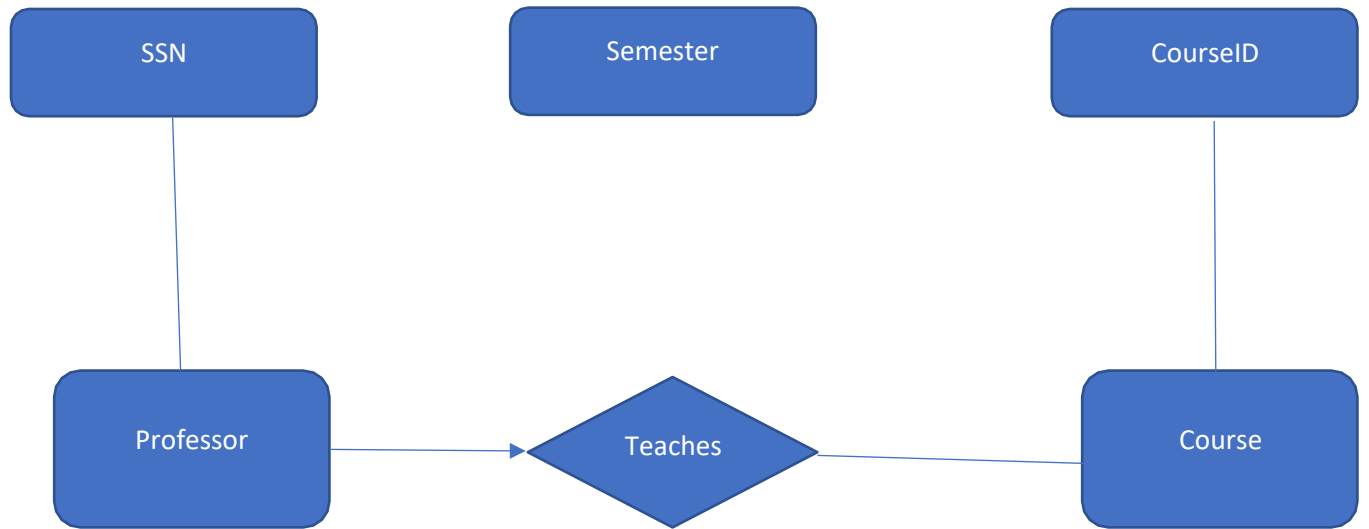 SSN
Semester
CourseID
Professor
Teaches
Course